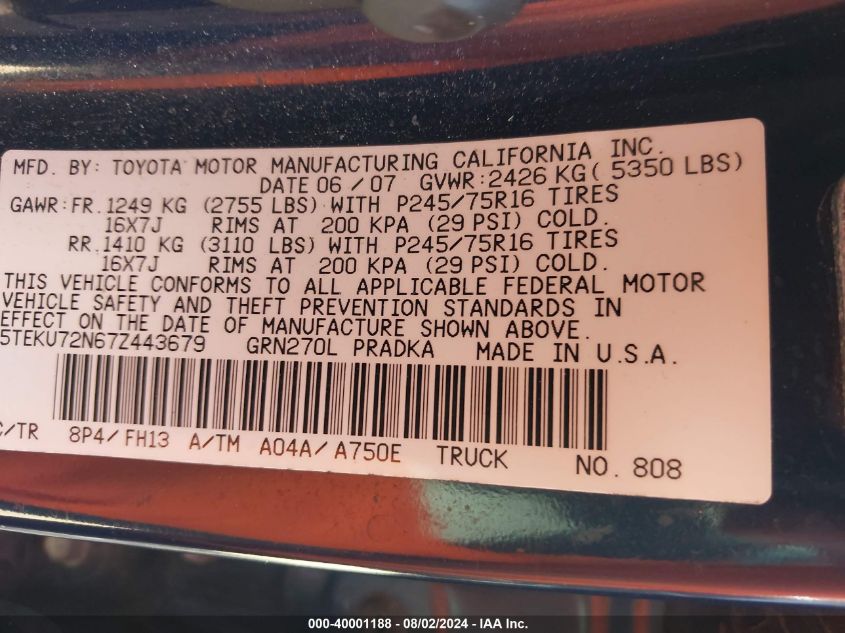 MFD. BY: TOYOTA MOTOR MANUFACTURING CALIFORNIA INC.
DATE 06/07 GVWR: 2426 KG (5350 LBS)
GAWR: FR. 1249 KG (2755 LBS) WITH P245/75R16 TIRES
16X7J RIMS AT 200 KPA (29 PSI) COLD.
RR. 1410 KG (3110 LBS) WITH P245/75R16 TIRES
16X7J RIMS AT 200 KPA (29 PSI) COLD.
THIS VEHICLE CONFORMS TO ALL APPLICABLE FEDERAL MOTOR
VEHICLE SAFETY AND THEFT PREVENTION STANDARDS IN
EFFECT ON THE DATE OF MANUFACTURE SHOWN ABOVE.
5TEKU72N67Z443679 GRN270L PRADKA MADE IN U.S.A.
C/TR 8P4/FH13 A/TM A04A/A750E TRUCK NO. 808
000-40001188 - 08/02/2024 - IAA Inc.